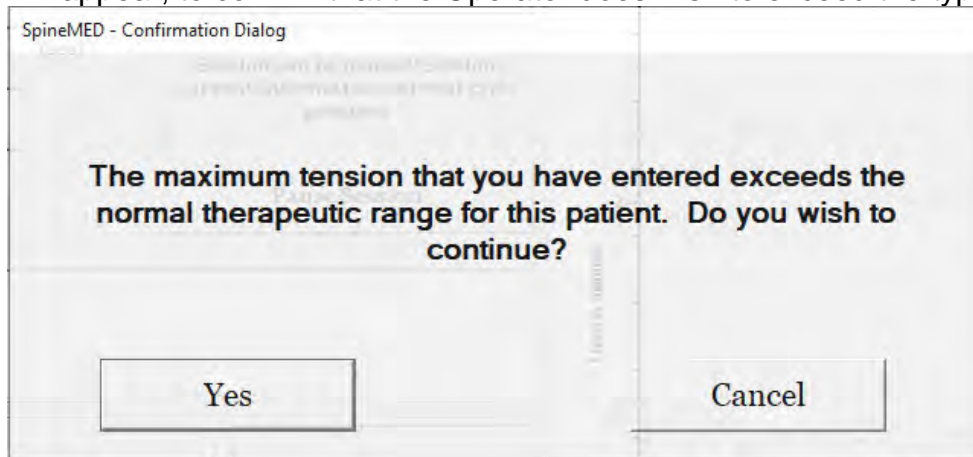 SpineMED - Confirmation Dialog
The maximum tension that you have entered exceeds the
normal therapeutic range for this patient. Do you wish to
continue?
Yes
Cancel